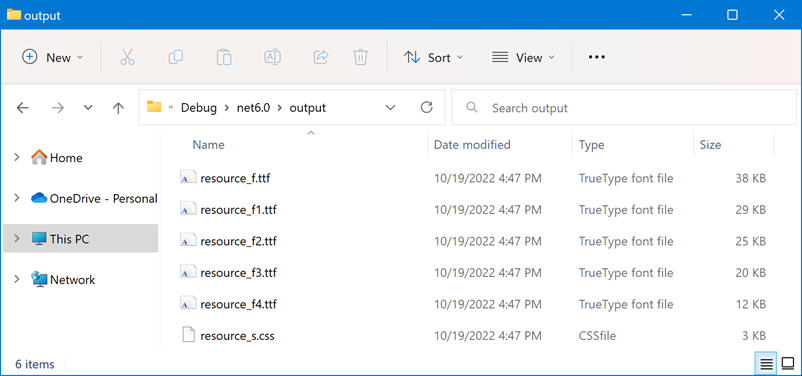 output
New
Sort
View
« Debug > net6.0 > output
Search output
Name Date modified Type Size
Home
OneDrive - Personal
This PC
Network
resource_f.ttf 10/19/2022 4:47 PM TrueType font file 38 KB
resource_f1.ttf 10/19/2022 4:47 PM TrueType font file 29 KB
resource_f2.ttf 10/19/2022 4:47 PM TrueType font file 25 KB
resource_f3.ttf 10/19/2022 4:47 PM TrueType font file 20 KB
resource_f4.ttf 10/19/2022 4:47 PM TrueType font file 12 KB
resource_s.css 10/19/2022 4:47 PM CSSfile 3 KB
6 items